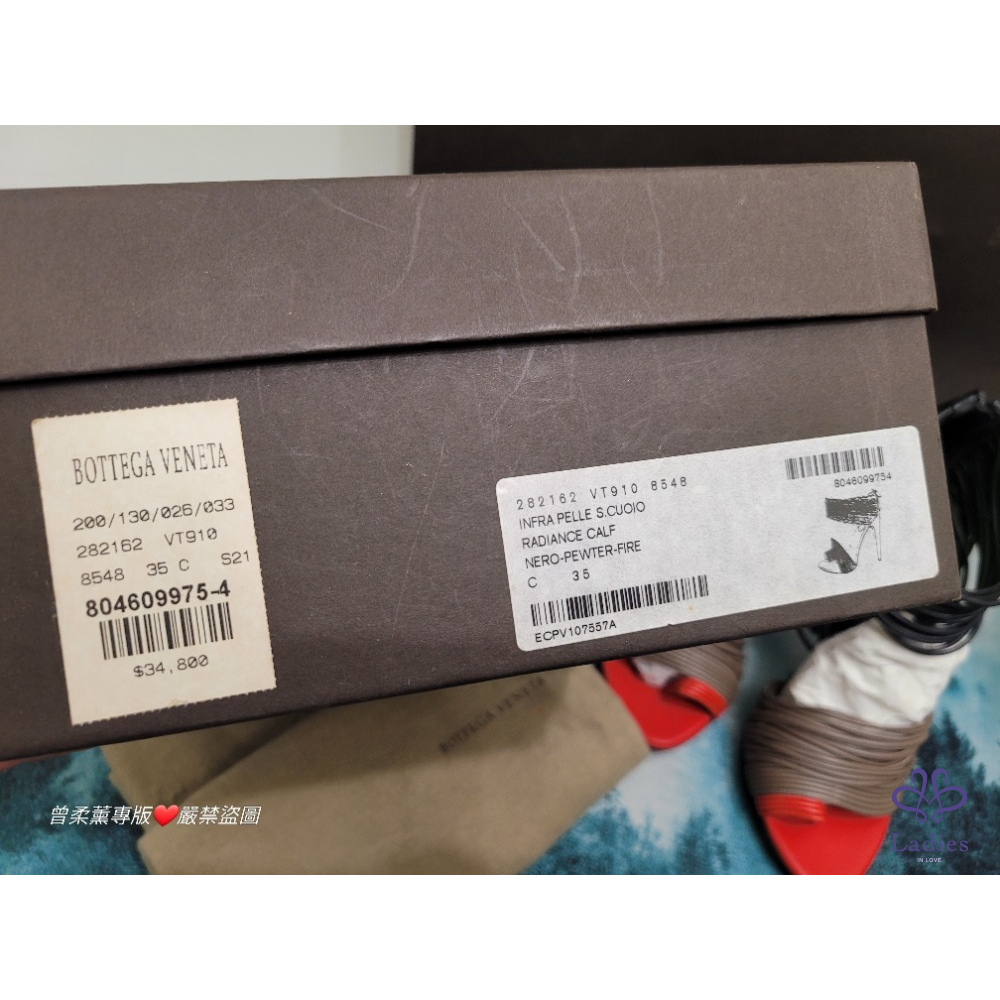 BOTTEGA VENETA
200/130/026/033
282162 VT910
8548 35 C S21
804609975-4
$34,800
282162 VT910 8548
INFRA PELLE S.CUOIO
RADIANCE CALF
NERO-PEWTER-FIRE
C 35
ECPV107557A
8046099754
BOTTEGA VENETA
曾柔薰專版❤️嚴禁盜圖
Ladies
IN LOVE